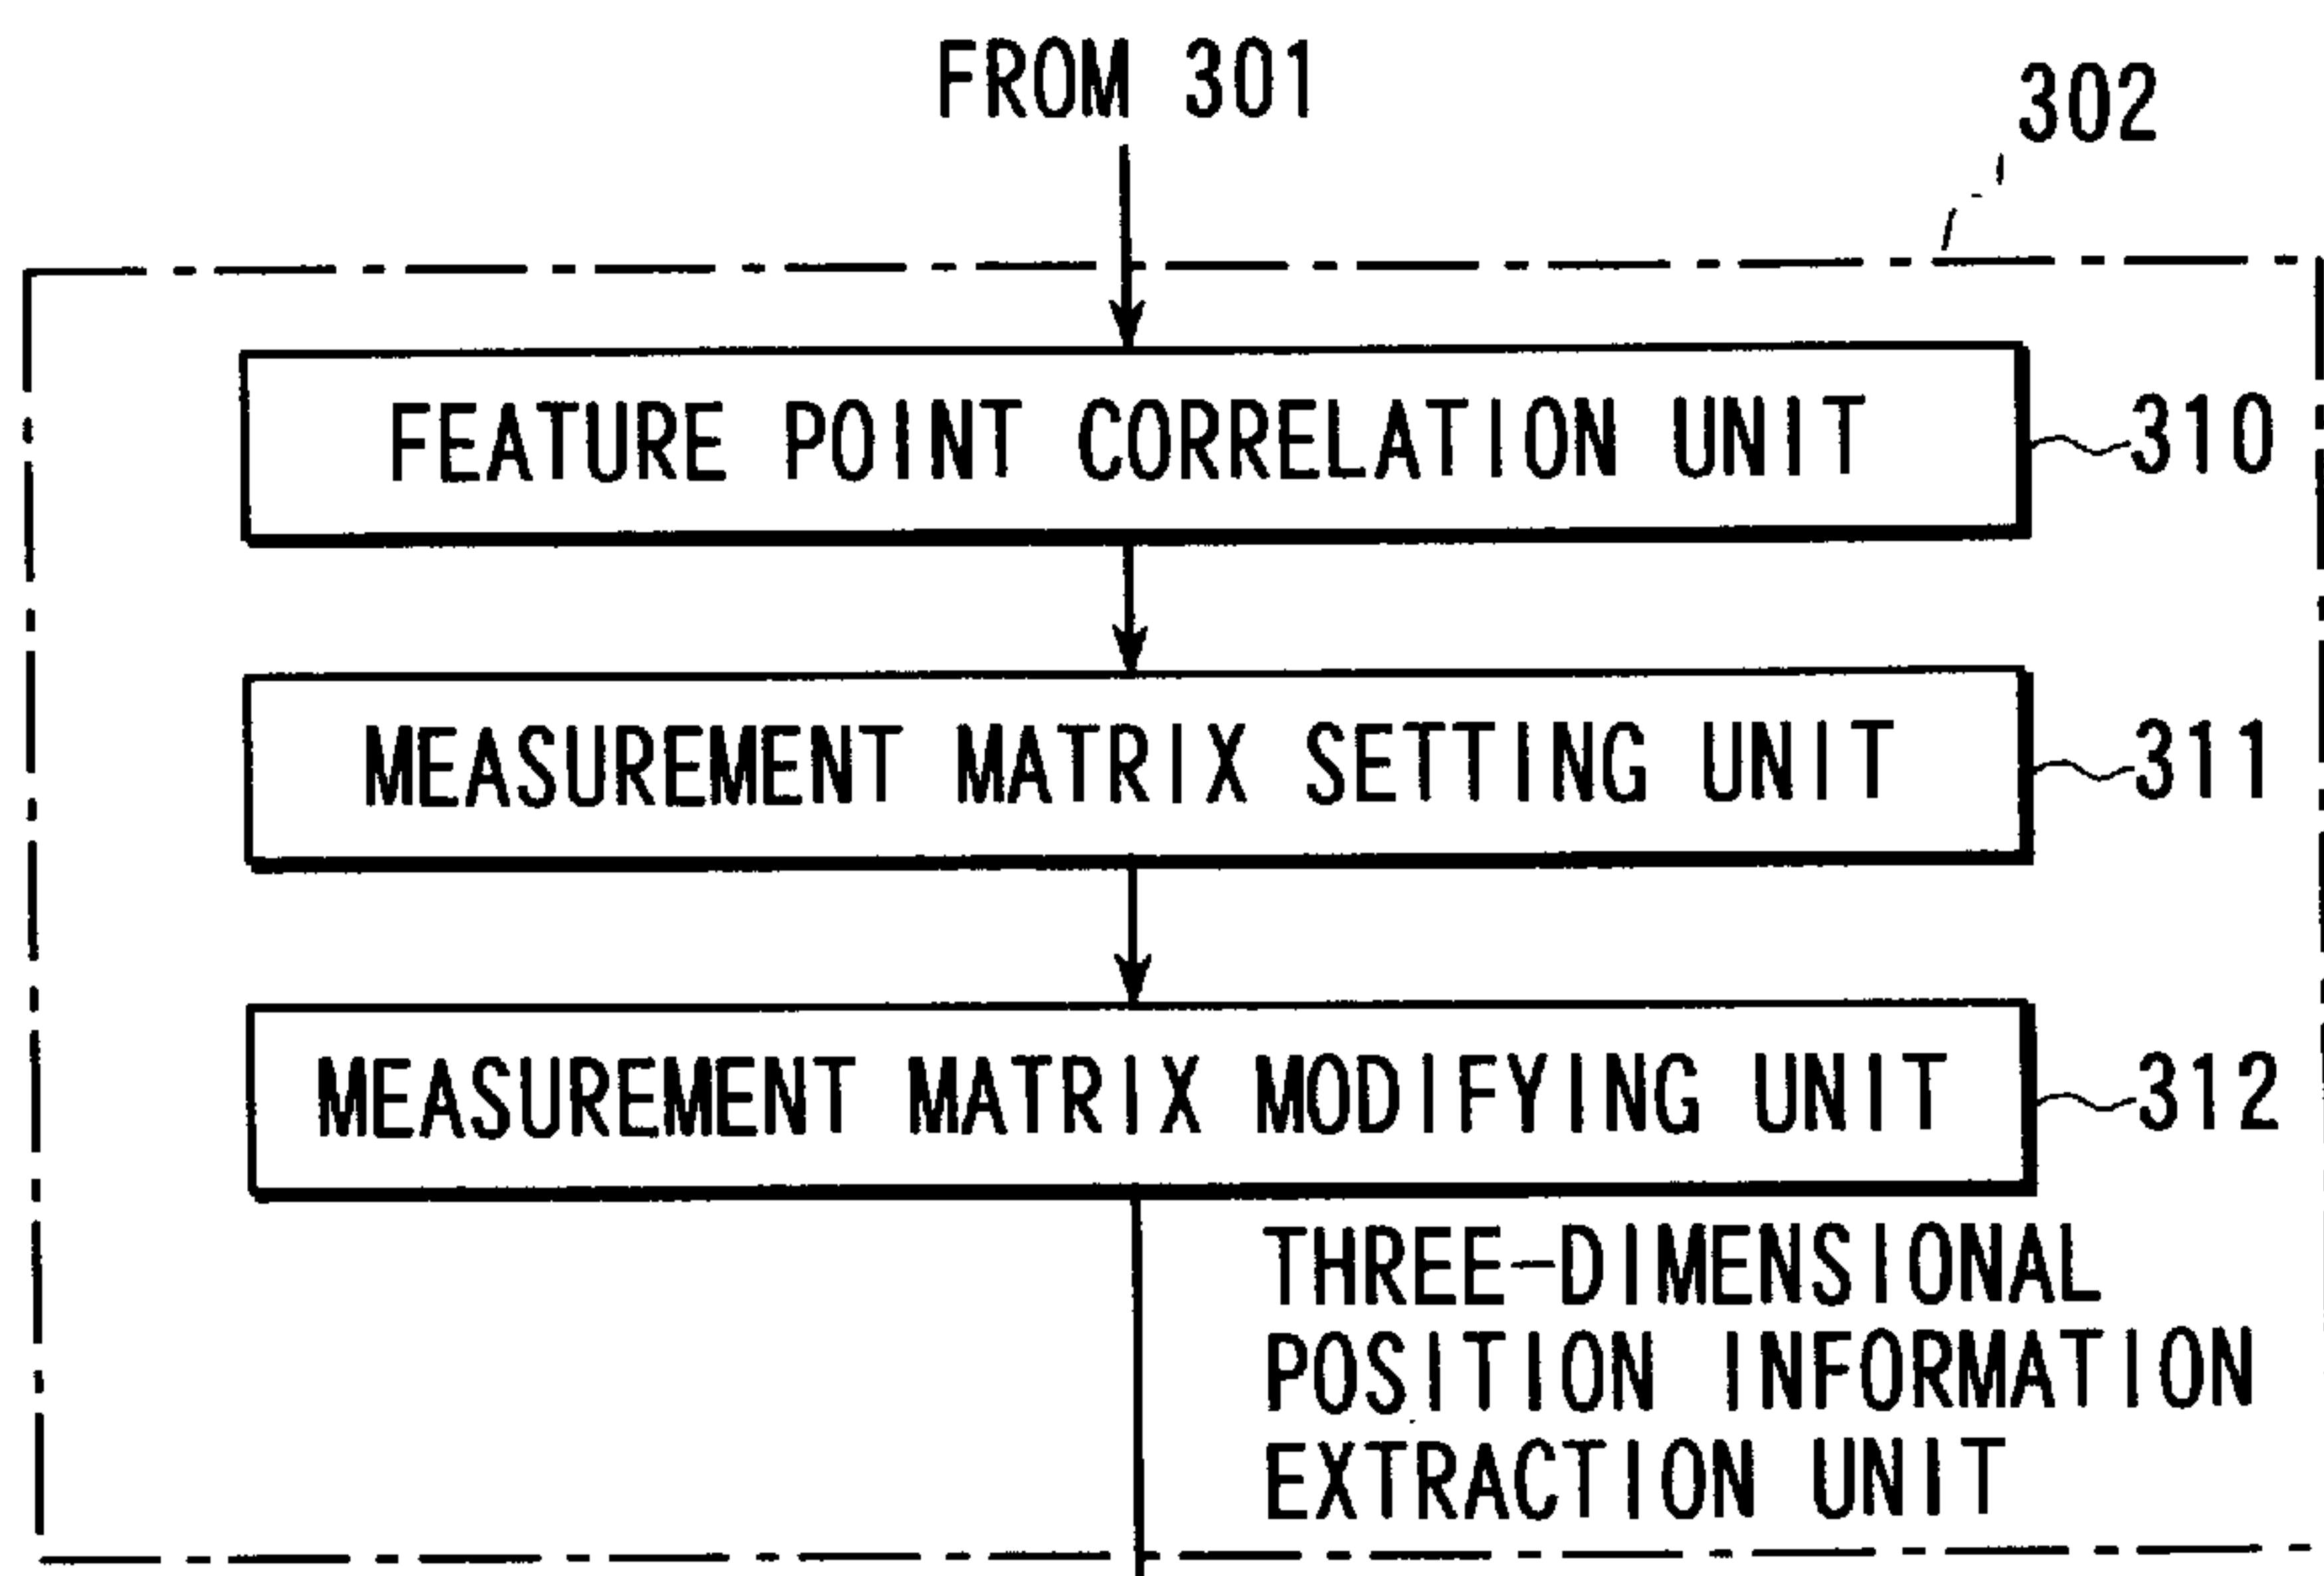 FROM 301
302
FEATURE POINT CORRELATION UNIT
310
MEASUREMENT MATRIX SETTING UNIT
311
MEASUREMENT MATRIX MODIFYING UNIT
312
THREE-DIMENSIONAL
POSITION INFORMATION
EXTRACTION UNIT